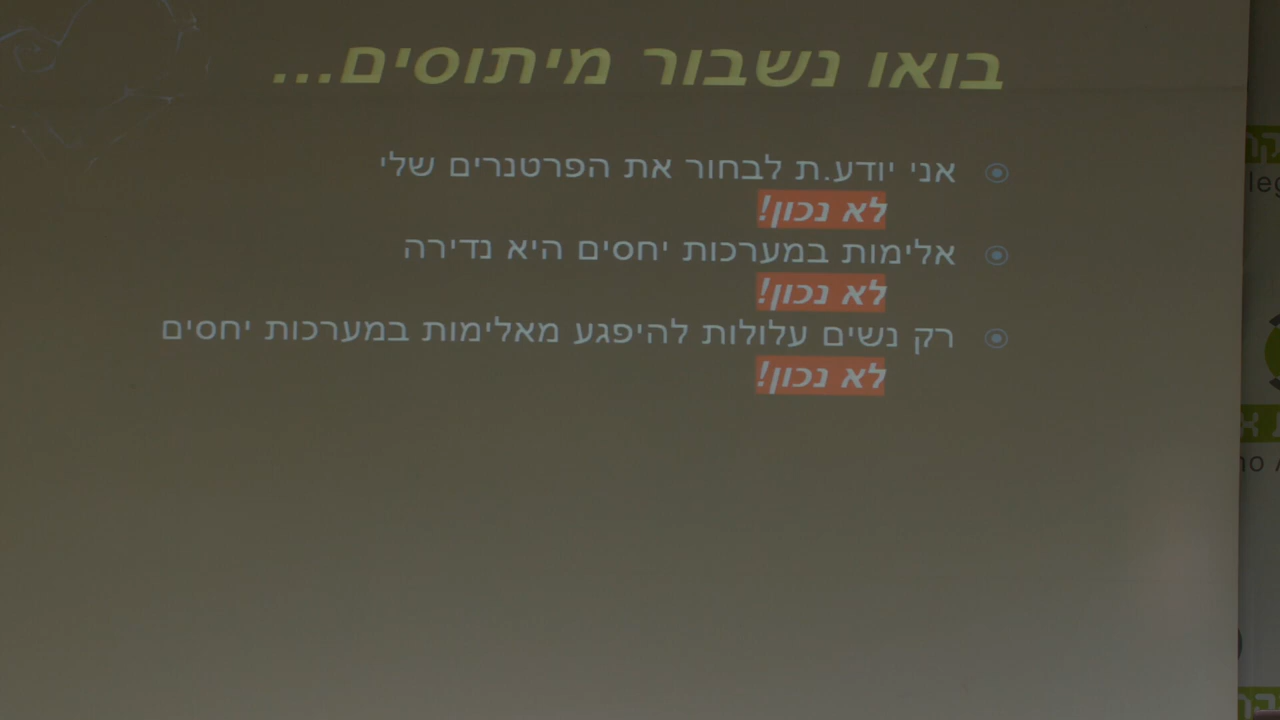 בואו נשבור מיתוסים...
אני יודע.ת לבחור את הפרטנרים שלי
לא נכון!
אלימות במערכות יחסים היא נדירה
לא נכון!
רק נשים עלולות להיפגע מאלימות במערכות יחסים
לא נכון!